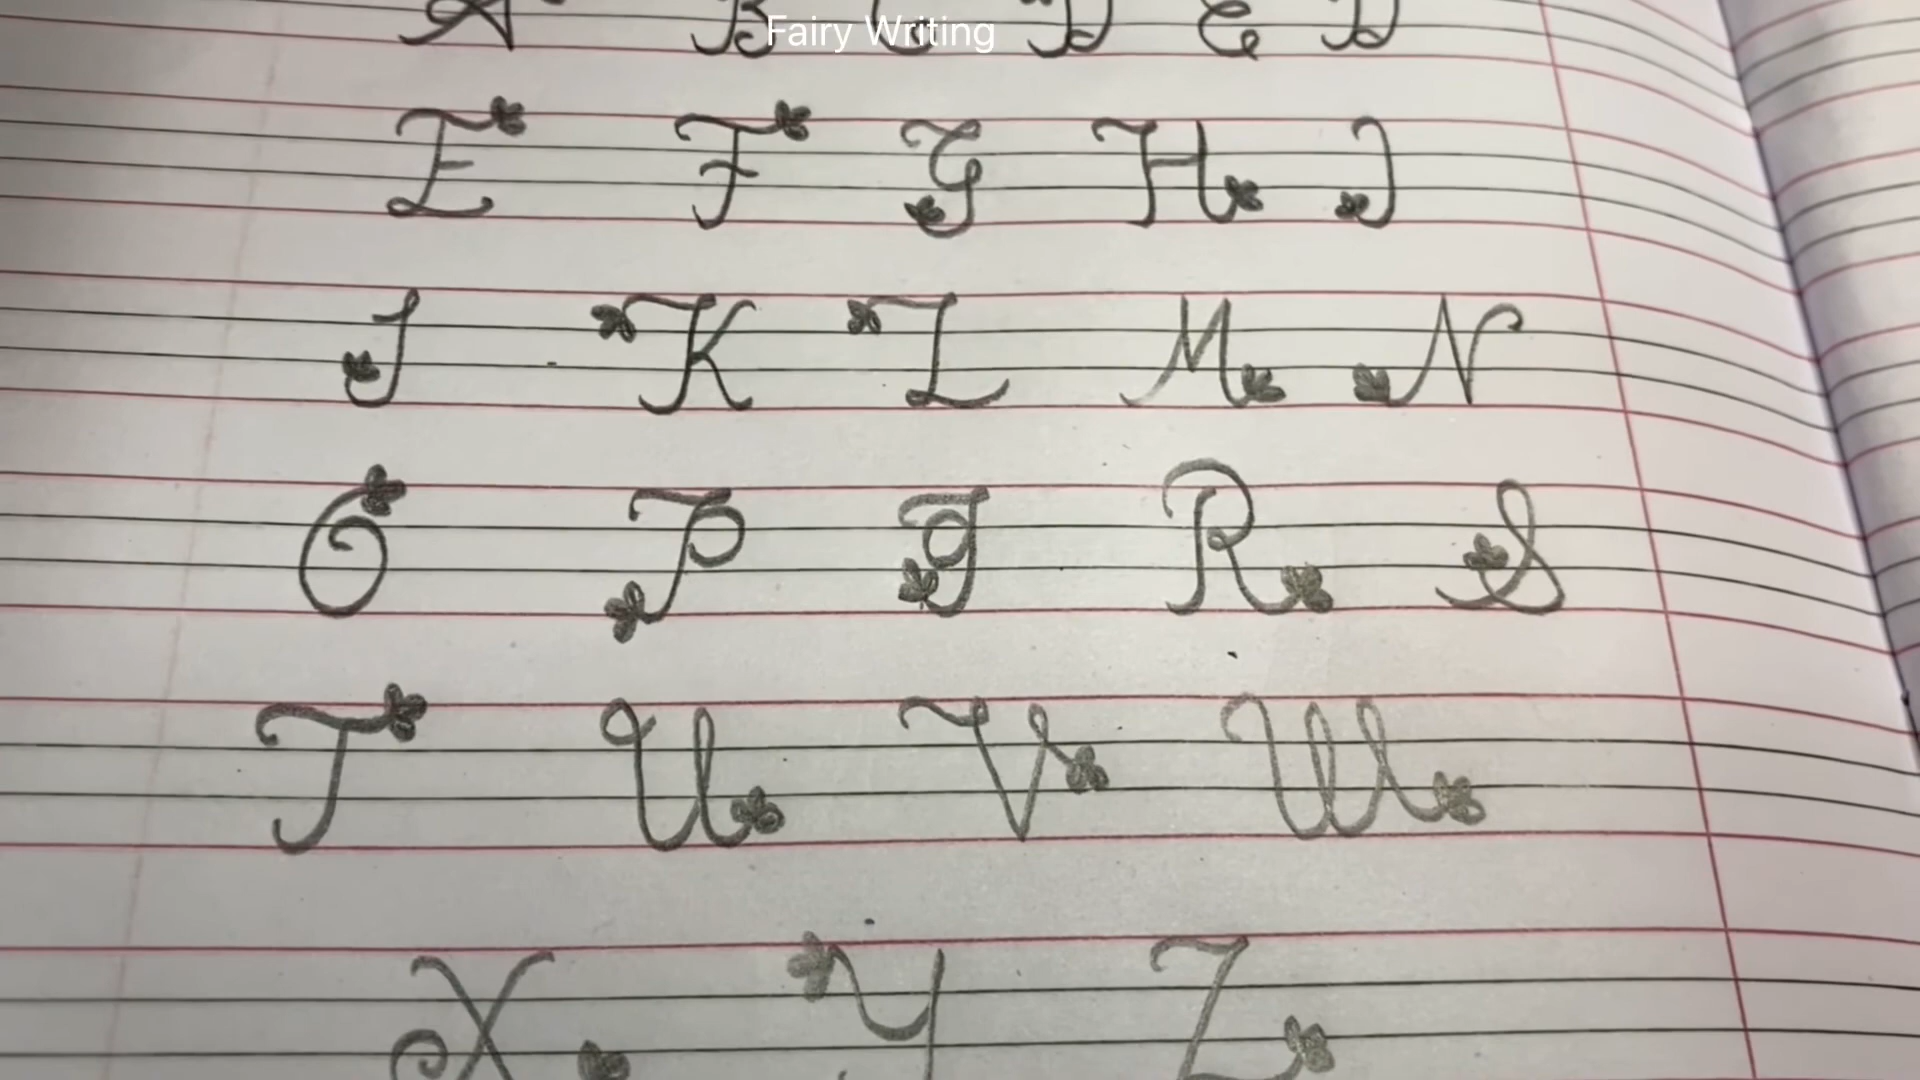 Fairy Writing
A B C D E D
E F G H I
J K L M N
O P Q R S
T U V W
X Y Z